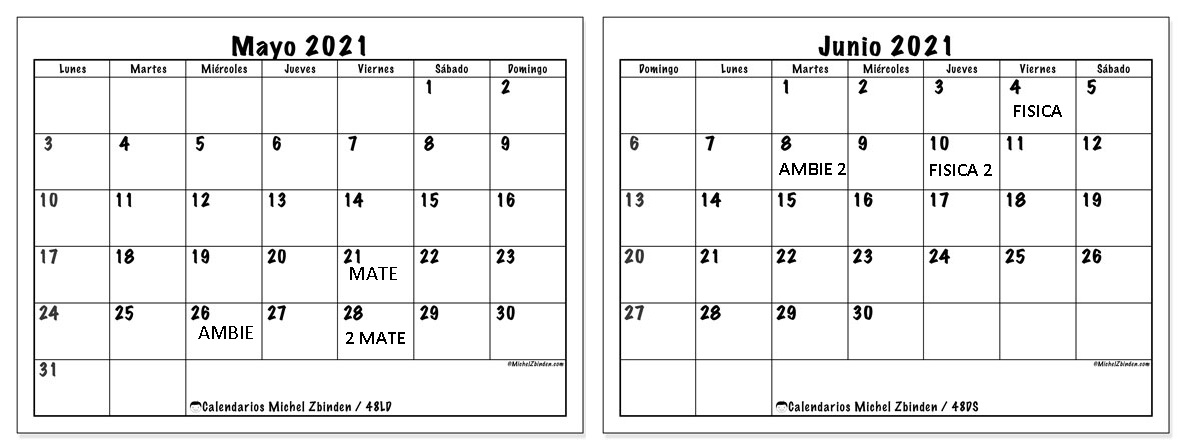 Mayo 2021
Lunes Martes Miércoles Jueves Viernes Sábado Domingo
1 2
3 4 5 6 7 8 9
10 11 12 13 14 15 16
17 18 19 20 21 22 23
MATE
24 25 26 27 28 29 30
AMBIE 2 MATE
31
©MichelZbinden.com
Calendarios Michel Zbinden / 48LD
Junio 2021
Domingo Lunes Martes Miércoles Jueves Viernes Sábado
1 2 3 4 5
FISICA
6 7 8 9 10 11 12
AMBIE 2 FISICA 2
13 14 15 16 17 18 19
20 21 22 23 24 25 26
27 28 29 30
©MichelZbinden.com
Calendarios Michel Zbinden / 48DS